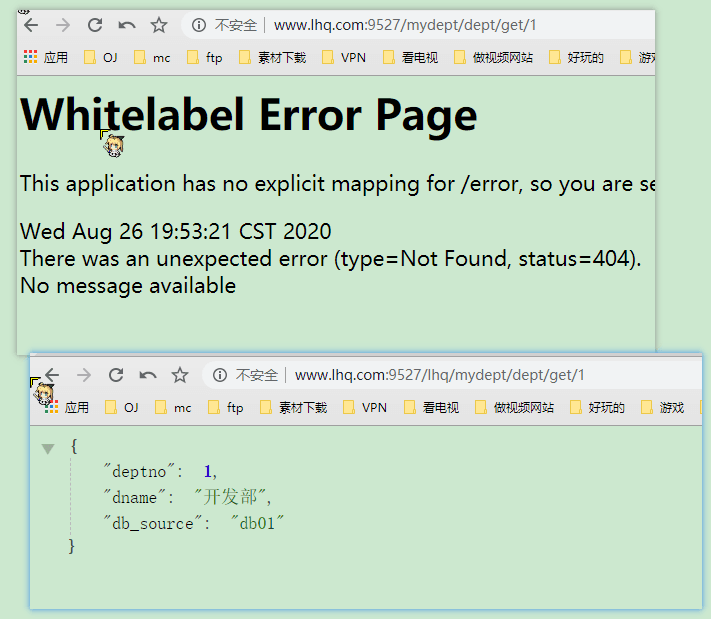 不安全 | www.lhq.com:9527/mydept/dept/get/1
应用 OJ mc ftp 素材下载 VPN 看电视 做视频网站 好玩的 游戏
Whitelabel Error Page
This application has no explicit mapping for /error, so you are se
Wed Aug 26 19:53:21 CST 2020
There was an unexpected error (type=Not Found, status=404).
No message available
不安全 | www.lhq.com:9527/lhq/mydept/dept/get/1
应用 OJ mc ftp 素材下载 VPN 看电视 做视频网站 好玩的 游戏
{
"deptno": 1,
"dname": "开发部",
"db_source": "db01"
}